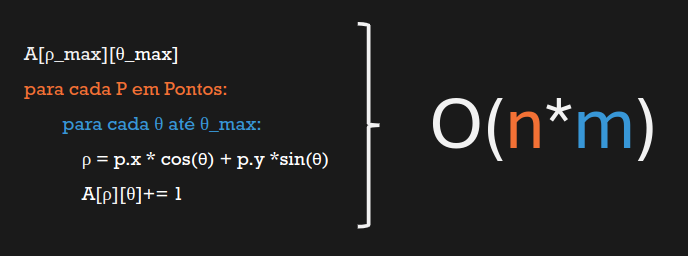 A[ρ_max][θ_max]
para cada P em Pontos:
para cada θ até θ_max:
ρ = p.x * cos(θ) + p.y *sin(θ)
A[ρ][θ]+= 1
O(n*m)